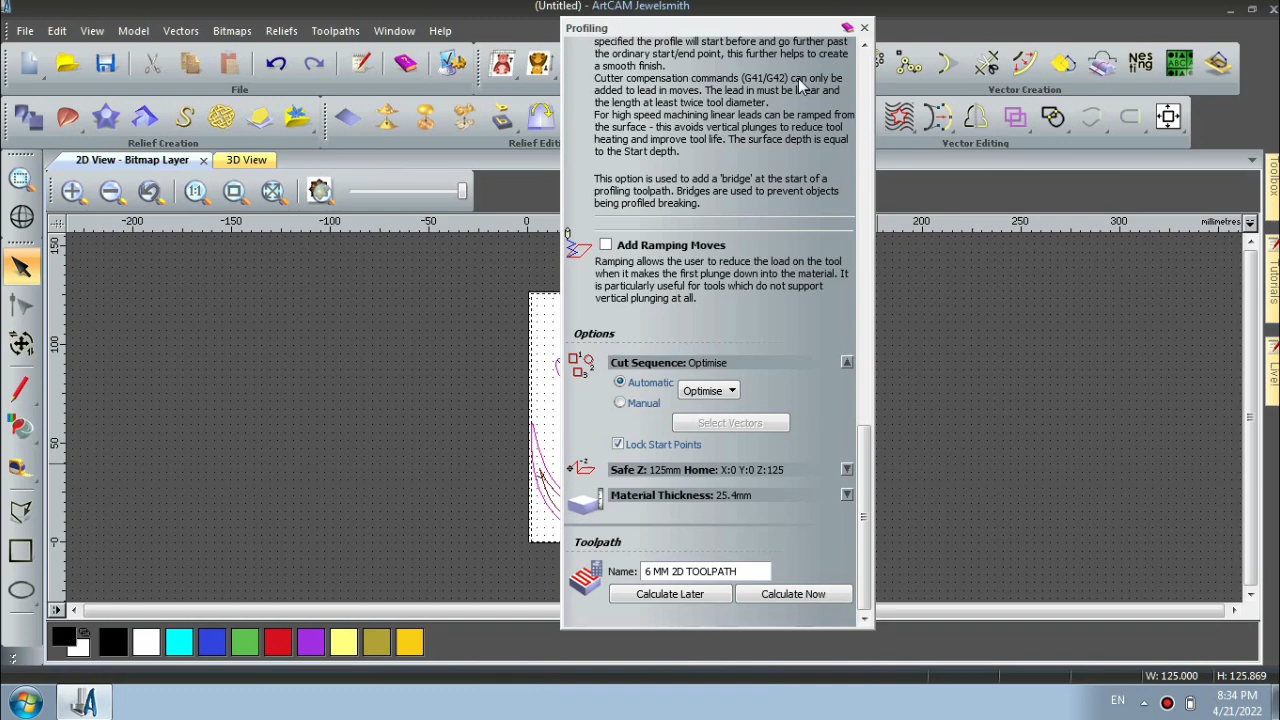 (Untitled) - ArtCAM Jewelsmith
File Edit View Vectors Bitmaps Reliefs Toolpaths Window Help
Profiling
specified the profile will start before and go further past
the ordinary start/end point, this further helps to create
a smooth finish.
Cutter compensation commands (G41/G42) can only be
added to lead in moves. The lead in must be linear and
the length at least twice tool diameter.
For high speed machining linear leads can be ramped from
the surface - this avoids vertical plunges to reduce tool
heating and improve tool life. The surface depth is equal
to the Start depth.
This option is used to add a 'bridge' at the start of a
profiling toolpath. Bridges are used to prevent objects
being profiled breaking.
Add Ramping Moves
Ramping allows the user to reduce the load on the tool
when it makes the first plunge down into the material. It
is particularly useful for tools which do not support
vertical plunging at all.
Options
Cut Sequence: Optimise
Automatic Optimise
Manual
Select Vectors
Lock Start Points
Safe Z: 125mm Home: X:0 Y:0 Z:125
Material Thickness: 25.4mm
Toolpath
Name: 6 MM 2D TOOLPATH
Calculate Later Calculate Now
File
Vector Creation
NESTING
ABC
Relief Creation
Relief Edit
Vector Editing
2D View - Bitmap Layer 3D View
1:1
-200 -150 -100 -50 0 200 250 300 millimetres
150
100
50
-0
Toolbox
Tutorials
Live!
W: 125.000 H: 125.869
EN
8:34 PM
4/21/2022